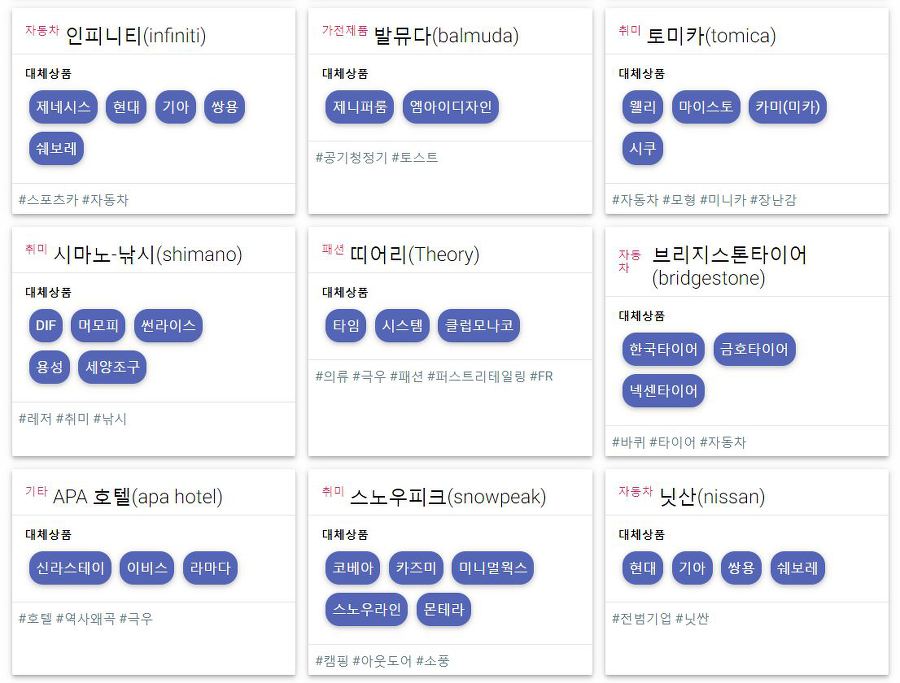 자동차 인피니티(infiniti)
대체상품
제네시스 현대 기아 쌍용
쉐보레
#스포츠카 #자동차
가전제품 발뮤다(balmuda)
대체상품
제니퍼룸 엠아이디자인
#공기청정기 #토스트
취미 토미카(tomica)
대체상품
웰리 마이스토 카미(미카)
시쿠
#자동차 #모형 #미니카 #장난감
취미 시마노-낚시(shimano)
대체상품
DIF 머모피 썬라이스
용성 세양조구
#레저 #취미 #낚시
패션 띠어리(Theory)
대체상품
타임 시스템 클럽모나코
#의류 #극우 #패션 #퍼스트리테일링 #FR
자동
차
브리지스톤타이어
(bridgestone)
대체상품
한국타이어 금호타이어
넥센타이어
#바퀴 #타이어 #자동차
기타 APA 호텔(apa hotel)
대체상품
신라스테이 이비스 라마다
#호텔 #역사왜곡 #극우
취미 스노우피크(snowpeak)
대체상품
코베아 카즈미 미니멀웍스
스노우라인 몬테라
#캠핑 #아웃도어 #소풍
자동차 닛산(nissan)
대체상품
현대 기아 쌍용 쉐보레
#전범기업 #닛싼